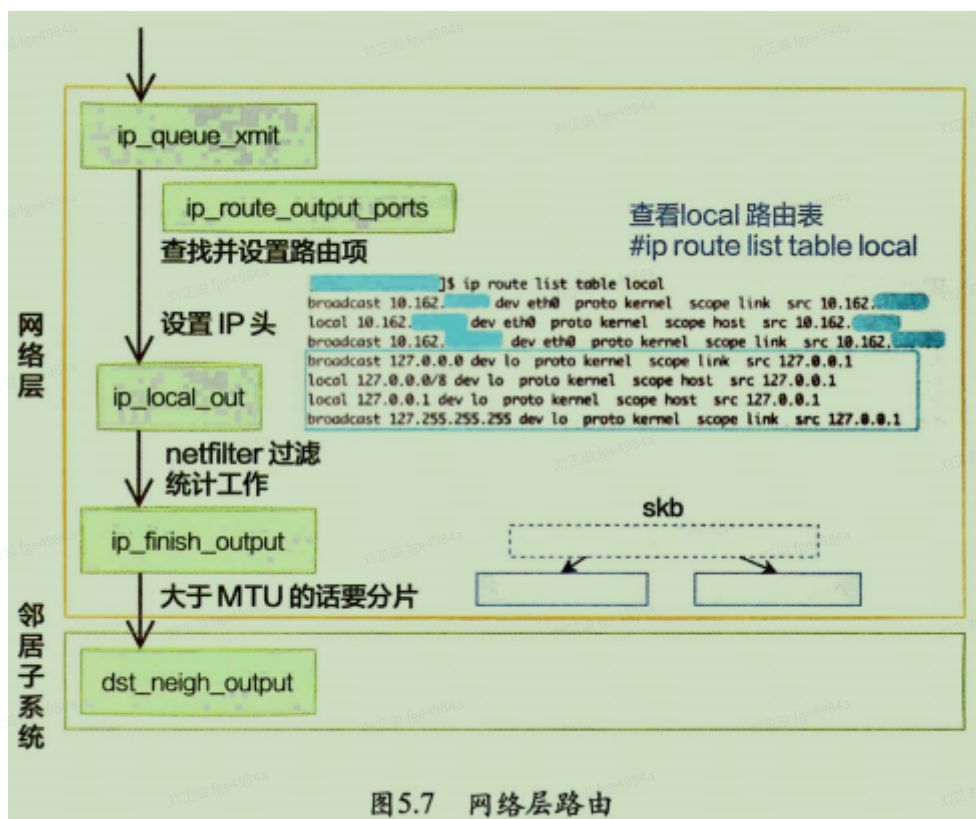 ip_queue_xmit
ip_route_output_ports
查找并设置路由项
查看local 路由表
#ip route list table local
]$ ip route list table local
broadcast 10.162. dev eth0 proto kernel scope link src 10.162.
local 10.162. dev eth0 proto kernel scope host src 10.162.
broadcast 10.162. dev eth0 proto kernel scope link src 10.162.
broadcast 127.0.0.0 dev lo proto kernel scope link src 127.0.0.1
local 127.0.0.0/8 dev lo proto kernel scope host src 127.0.0.1
local 127.0.0.1 dev lo proto kernel scope host src 127.0.0.1
broadcast 127.255.255.255 dev lo proto kernel scope link src 127.0.0.1
设置 IP 头
网络层
ip_local_out
netfilter 过滤
统计工作
skb
ip_finish_output
大于 MTU 的话要分片
邻居子系统
dst_neigh_output
图5.7 网络层路由